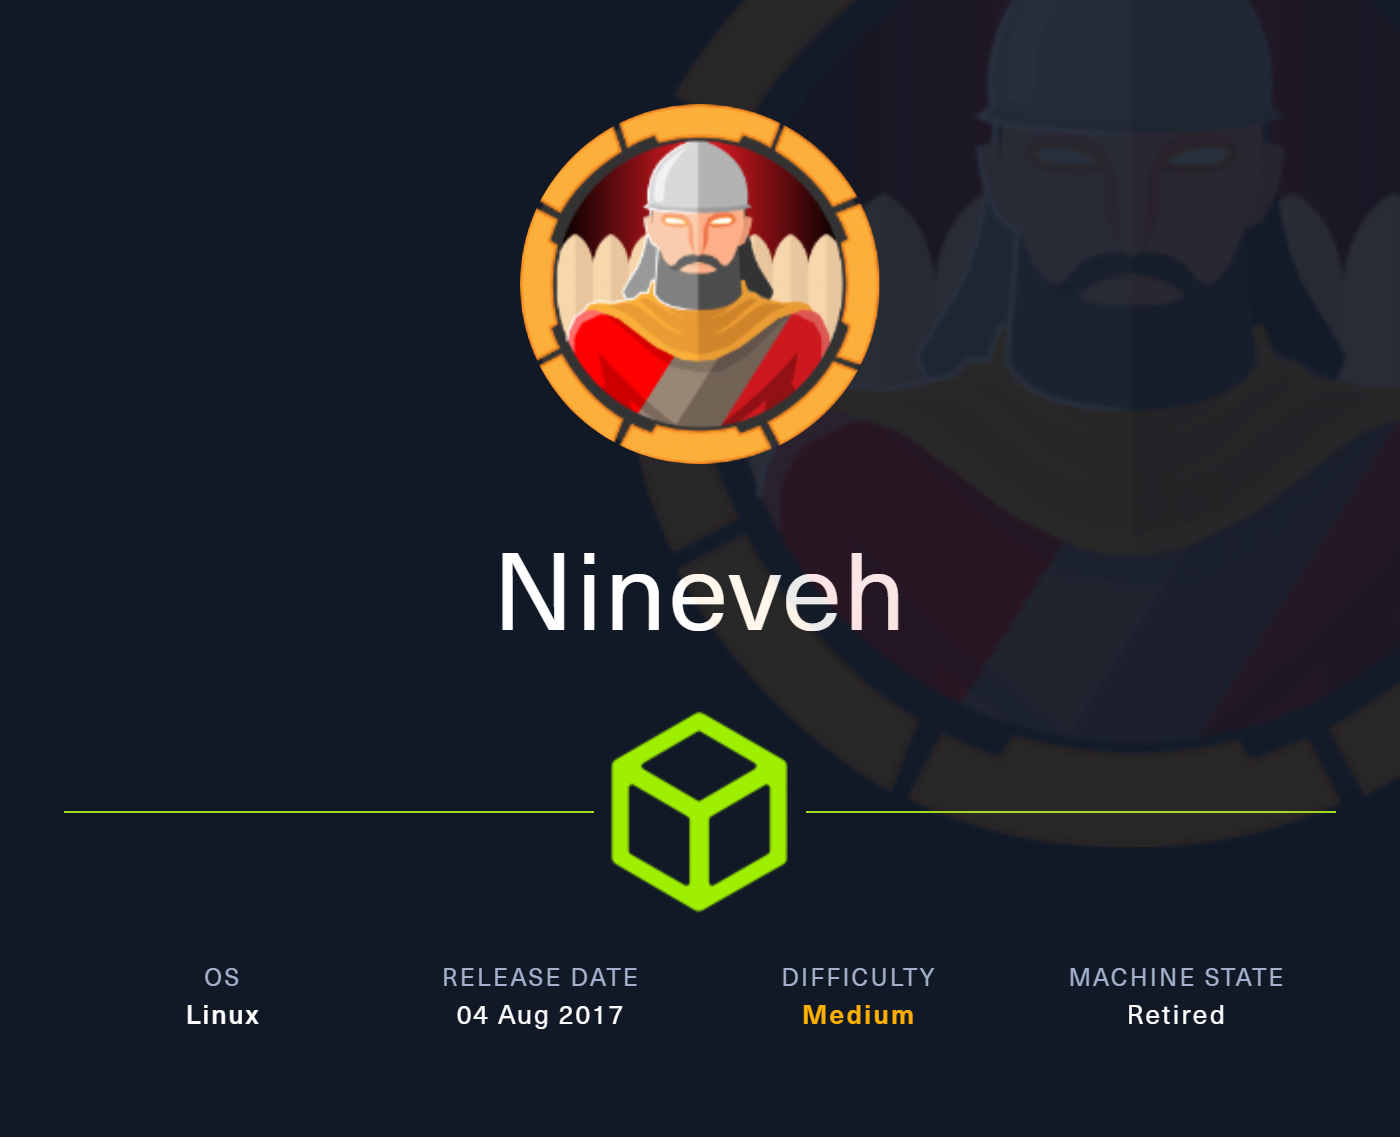 Nineveh
OS
Linux
RELEASE DATE
04 Aug 2017
DIFFICULTY
Medium
MACHINE STATE
Retired